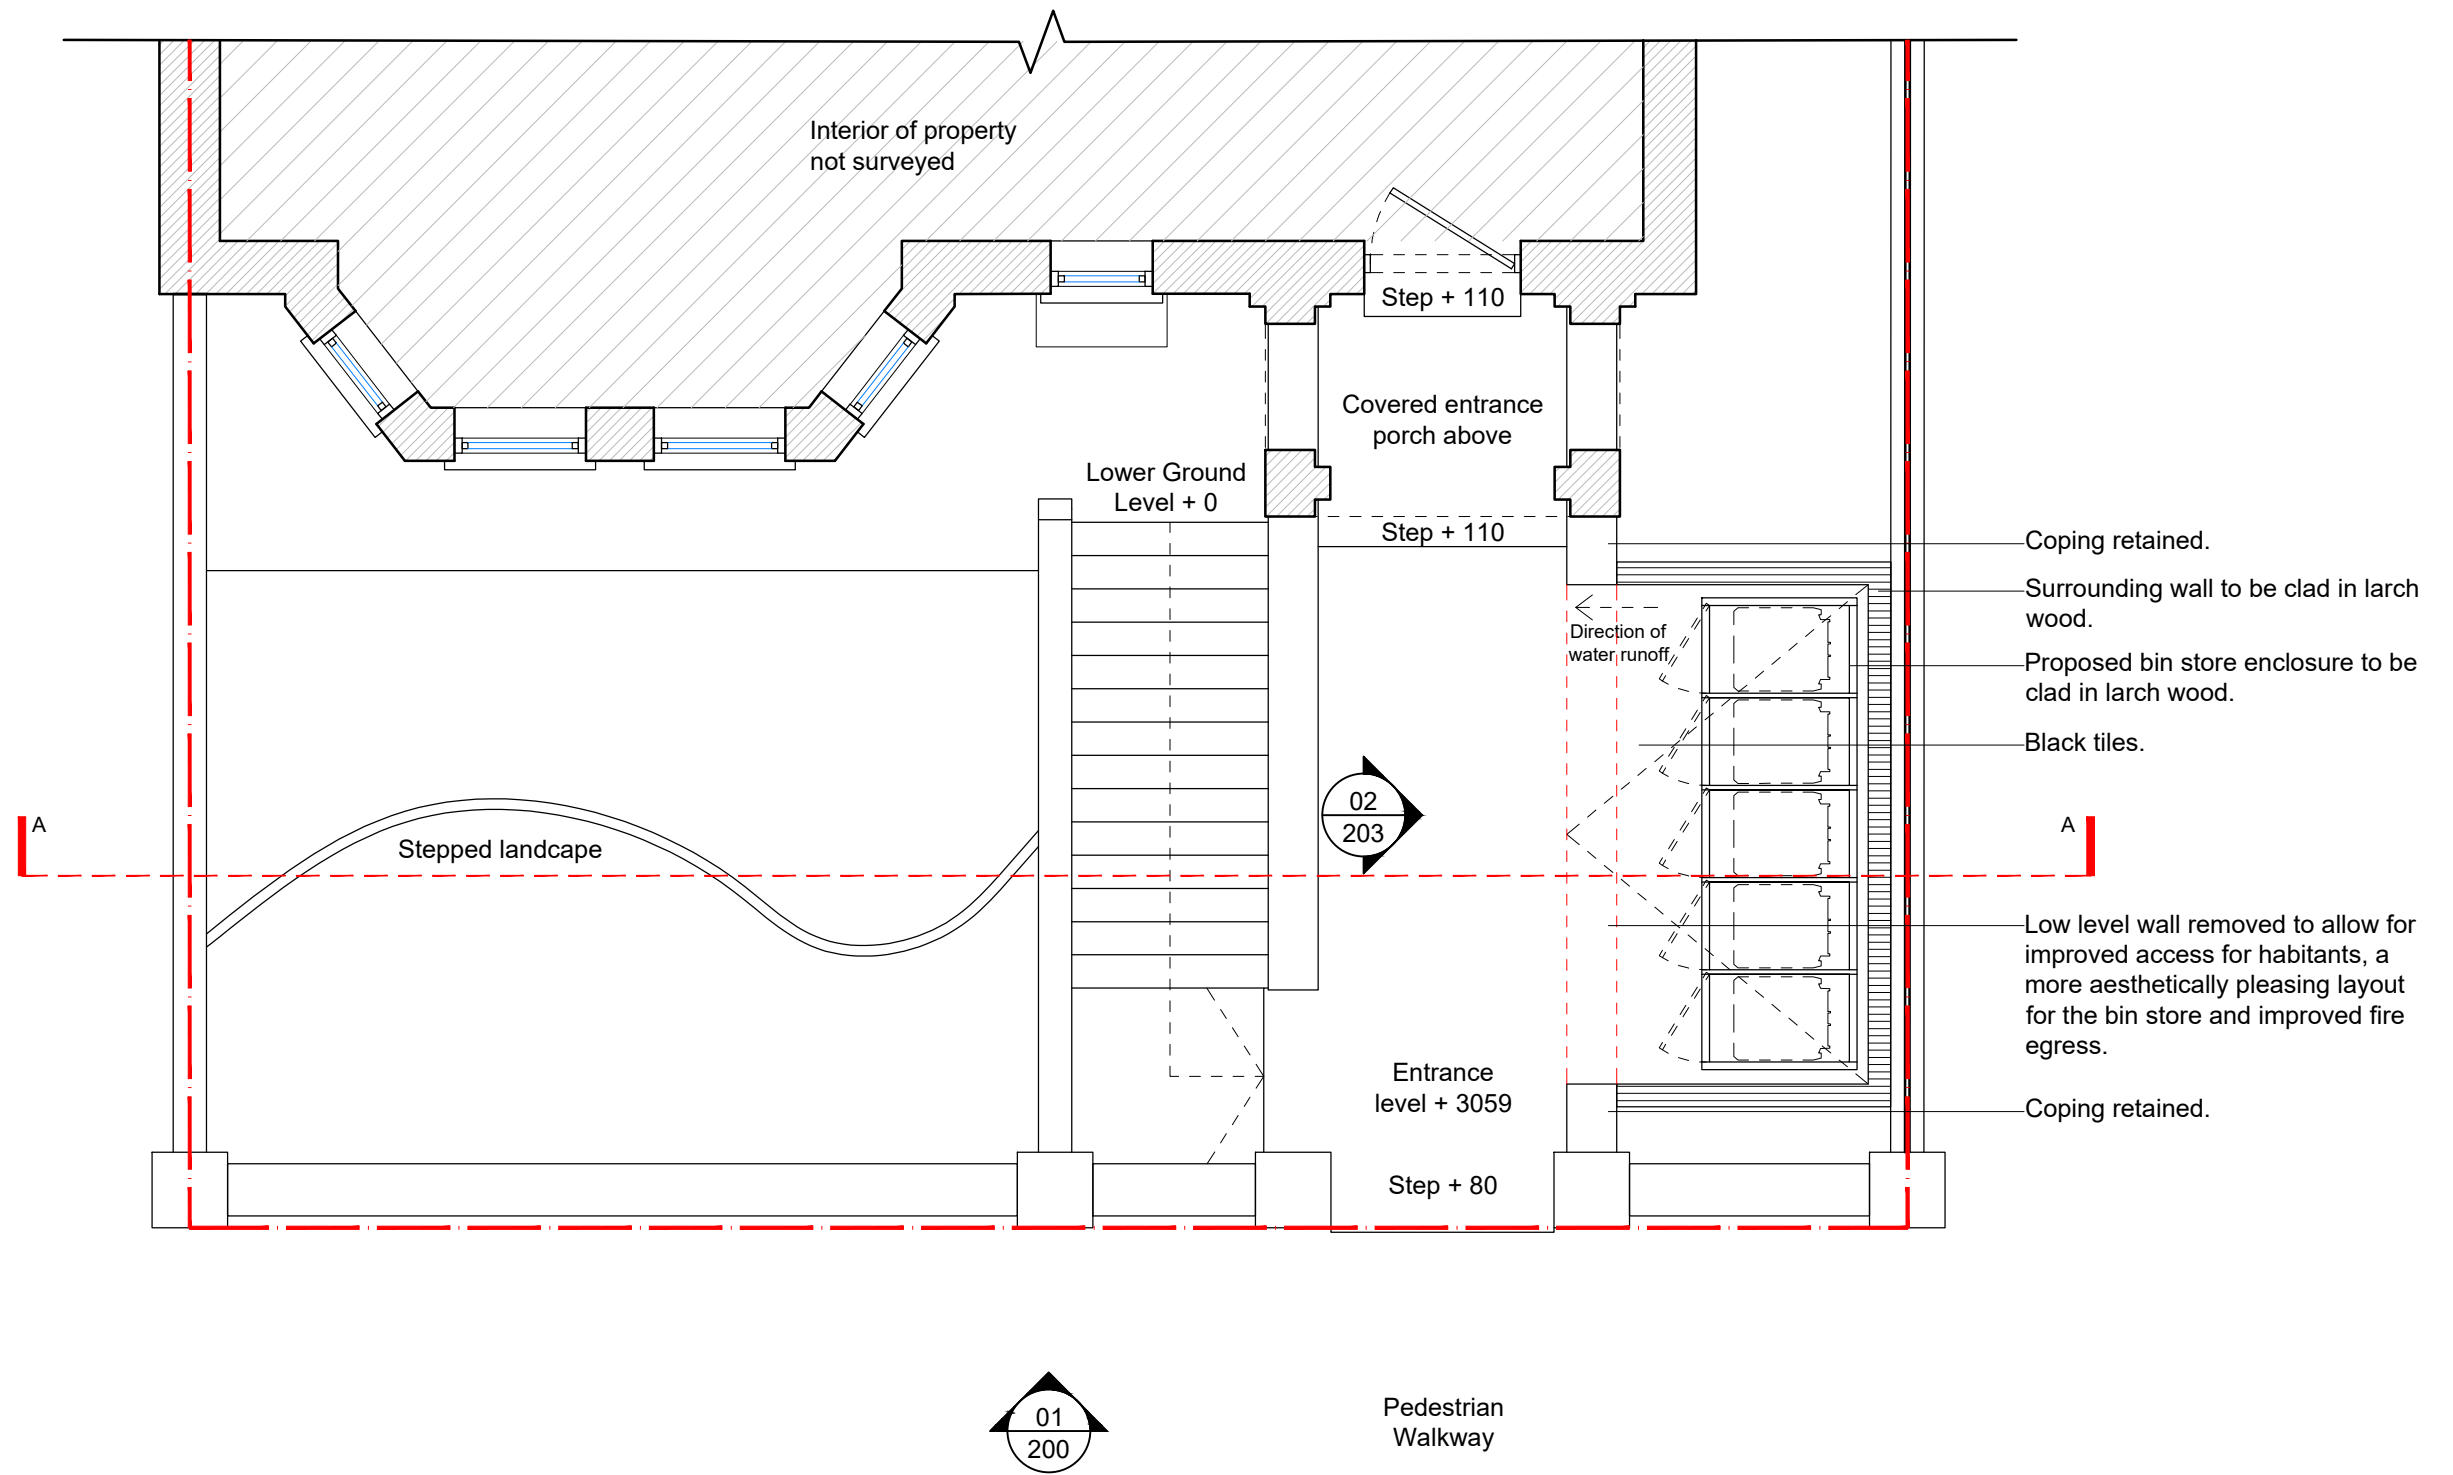 Interior of property
not surveyed
Step + 110
Covered entrance
porch above
Lower Ground
Level + 0
Step + 110
Coping retained.
Surrounding wall to be clad in larch
wood.
Direction of
water runoff
Proposed bin store enclosure to be
clad in larch wood.
Black tiles.
02
203
A
A
Stepped landcape
Low level wall removed to allow for
improved access for habitants, a
more aesthetically pleasing layout
for the bin store and improved fire
egress.
Entrance
level + 3059
Coping retained.
Step + 80
01
200
Pedestrian
Walkway